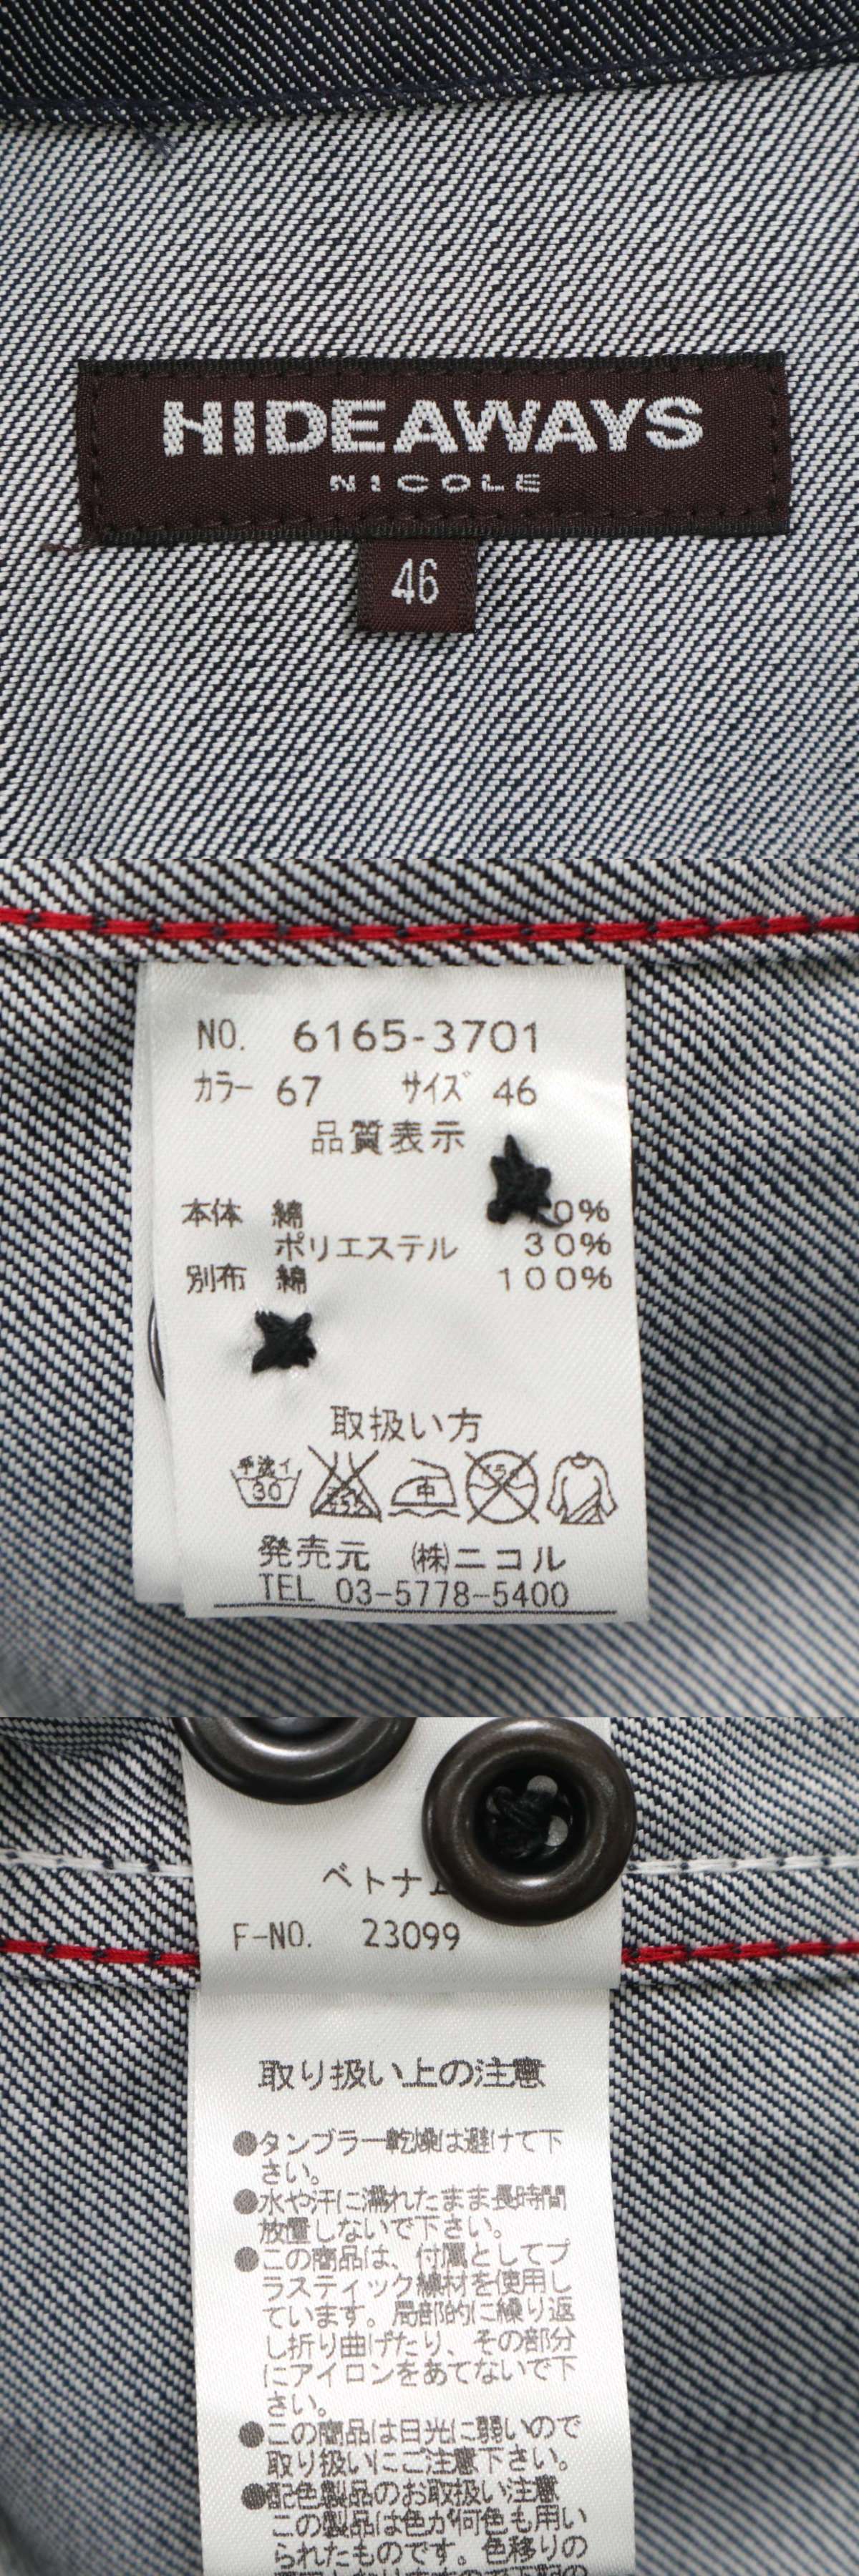 HIDEAWAYS
NICOLE
46
NO. 6165-3701
カラー 67 サイズ 46
品質表示
本体 綿 0%
ポリエステル 30%
別布 綿 100%
取扱い方
手洗イ
30
中
発売元 ㈱ニコル
TEL 03-5778-5400
ベトナム
F-NO. 23099
取り扱い上の注意
●タンブラー乾燥は避けて下
さい。
●水や汗に濡れたまま長時間
放置しないで下さい。
●この商品は、付属としてプ
ラスティック線材を使用し
ています。局部的に繰り返
し折り曲げたり、その部分
にアイロンをあてないで下
さい。
●この商品は日光に弱いので
取り扱いにご注意下さい。
●配色製品のお取扱い注意
この製品は色が何色も用い
られたものです。色移りの